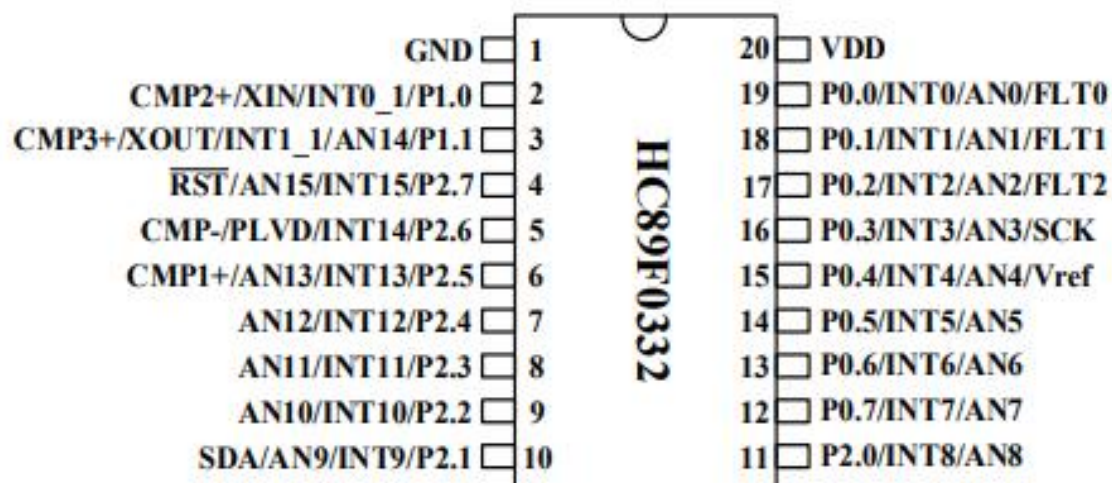 GND 1 20 VDD
CMP2+/XIN/INT0_1/P1.0 2 19 P0.0/INT0/AN0/FLT0
CMP3+/XOUT/INT1_1/AN14/P1.1 3 18 P0.1/INT1/AN1/FLT1
R̅S̅T̅/AN15/INT15/P2.7 4 17 P0.2/INT2/AN2/FLT2
CMP-/PLVD/INT14/P2.6 5 16 P0.3/INT3/AN3/SCK
CMP1+/AN13/INT13/P2.5 6 15 P0.4/INT4/AN4/Vref
AN12/INT12/P2.4 7 14 P0.5/INT5/AN5
AN11/INT11/P2.3 8 13 P0.6/INT6/AN6
AN10/INT10/P2.2 9 12 P0.7/INT7/AN7
SDA/AN9/INT9/P2.1 10 11 P2.0/INT8/AN8
HC89F0332